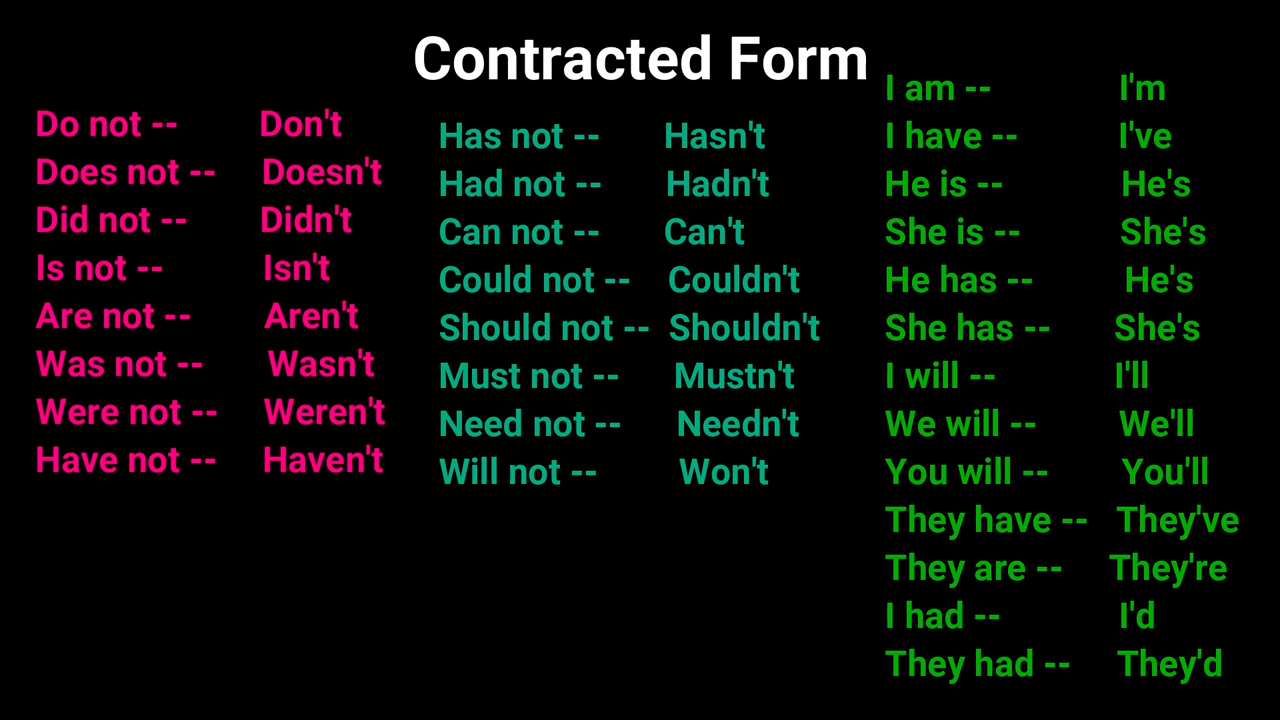 Contracted Form
Do not -- Don't
Does not -- Doesn't
Did not -- Didn't
Is not -- Isn't
Are not -- Aren't
Was not -- Wasn't
Were not -- Weren't
Have not -- Haven't
Has not -- Hasn't
Had not -- Hadn't
Can not -- Can't
Could not -- Couldn't
Should not -- Shouldn't
Must not -- Mustn't
Need not -- Needn't
Will not -- Won't
I am -- I'm
I have -- I've
He is -- He's
She is -- She's
He has -- He's
She has -- She's
I will -- I'll
We will -- We'll
You will -- You'll
They have -- They've
They are -- They're
I had -- I'd
They had -- They'd